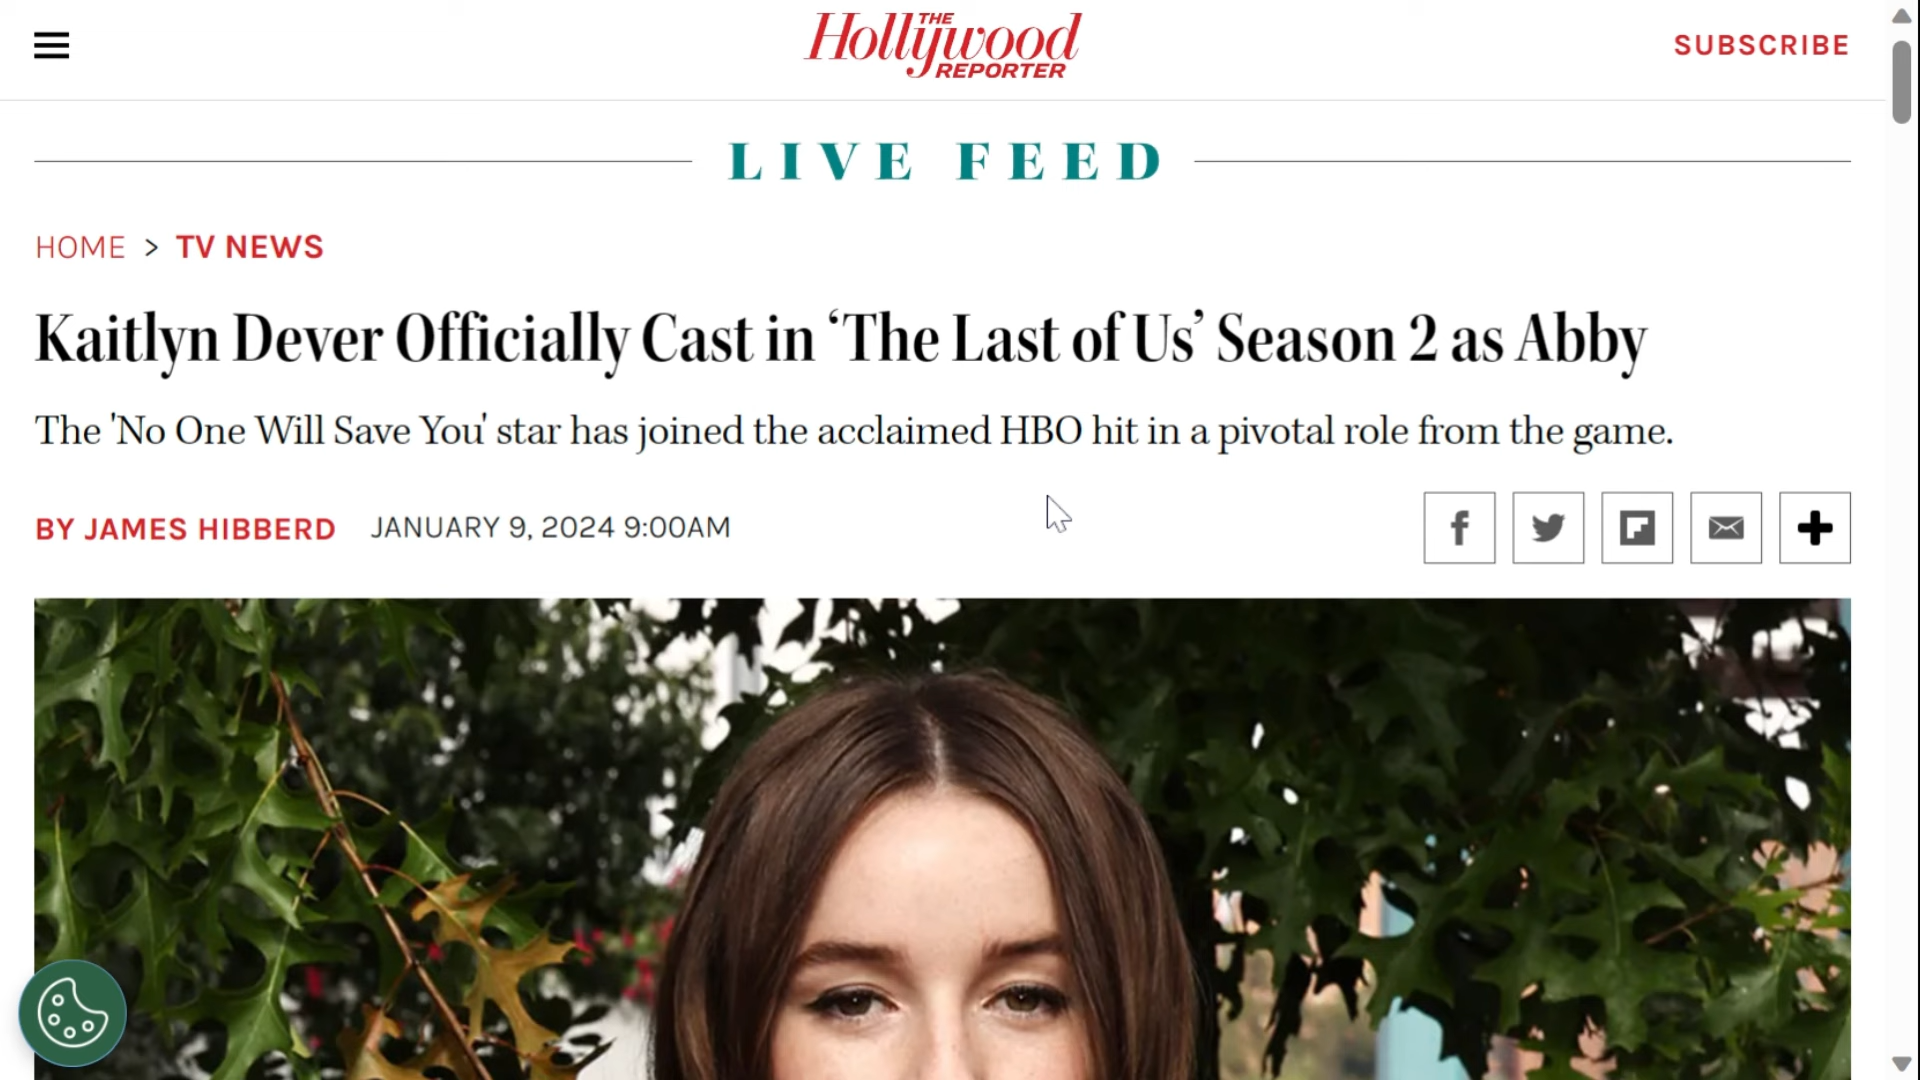 THE
Hollywood
REPORTER
SUBSCRIBE
LIVE FEED
HOME > TV NEWS
Kaitlyn Dever Officially Cast in ‘The Last of Us’ Season 2 as Abby
The 'No One Will Save You' star has joined the acclaimed HBO hit in a pivotal role from the game.
BY JAMES HIBBERD JANUARY 9, 2024 9:00AM